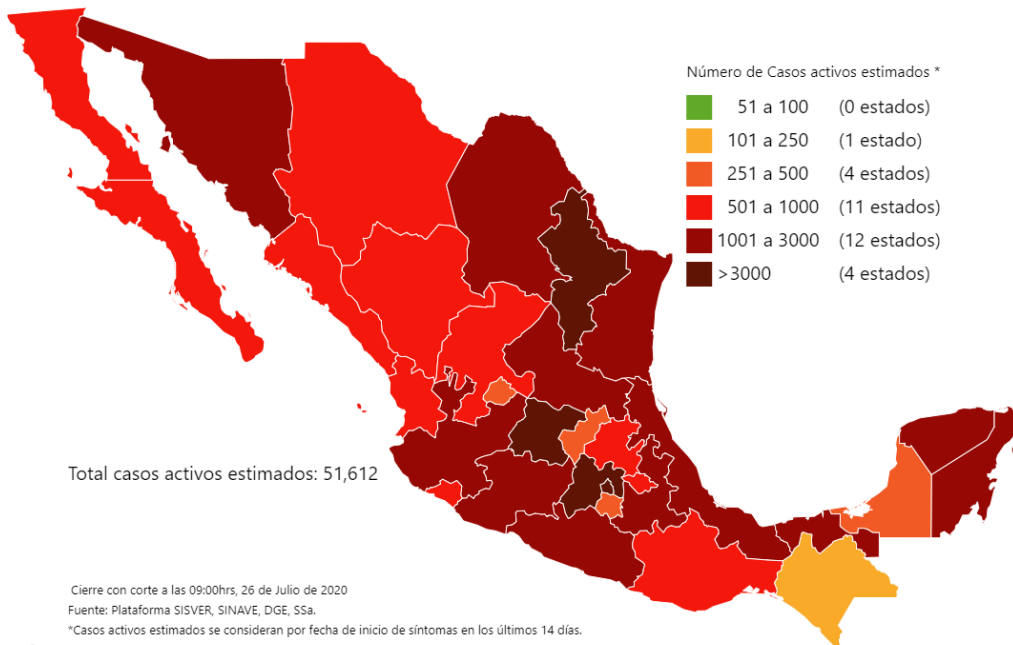 Número de Casos activos estimados *
51 a 100 (0 estados)
101 a 250 (1 estado)
251 a 500 (4 estados)
501 a 1000 (11 estados)
1001 a 3000 (12 estados)
>3000 (4 estados)
Total casos activos estimados: 51,612
Cierre con corte a las 09:00hrs, 26 de Julio de 2020
Fuente: Plataforma SISVER, SINAVE, DGE, SSa.
*Casos activos estimados se consideran por fecha de inicio de síntomas en los últimos 14 días.